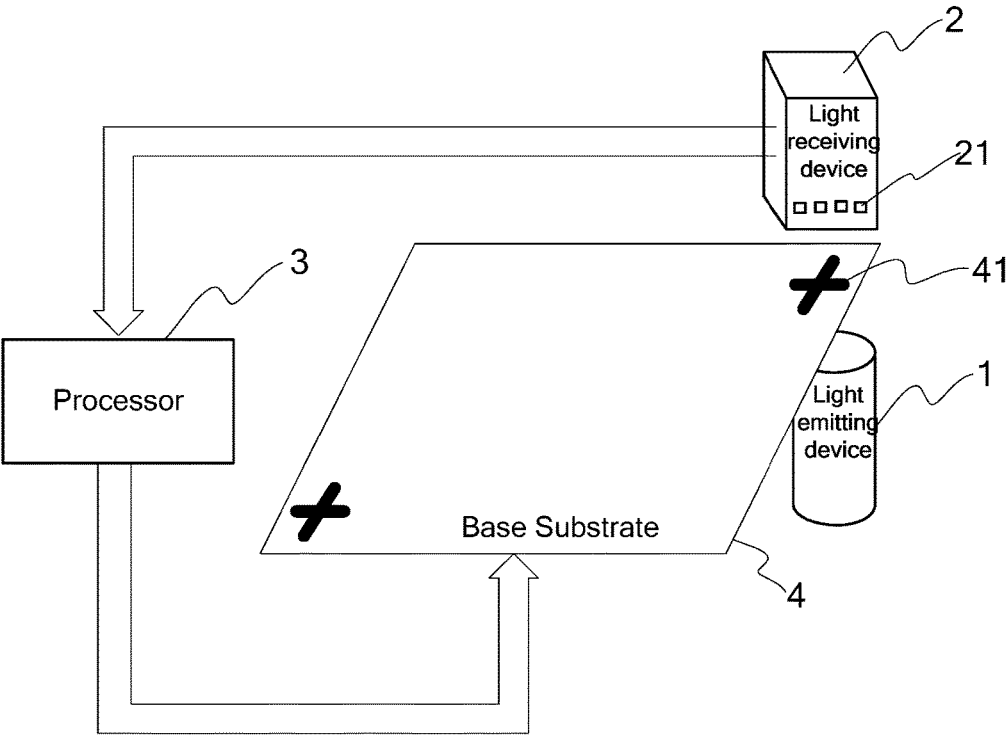 2
Light
receiving
device
21
41
3
Processor
1
Light
emitting
device
Base Substrate
4